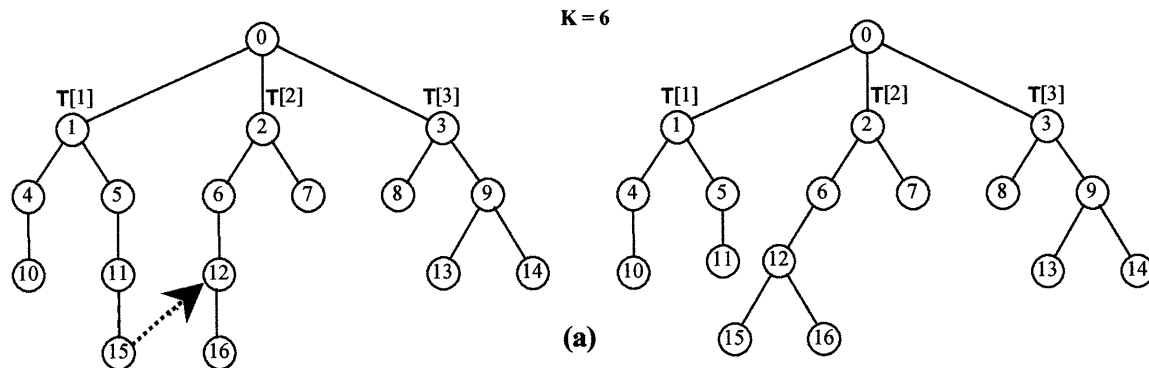 K = 6
0 0
T[1] T[2] T[3] T[1] T[2] T[3]
1 2 3 1 2 3
4 5 6 7 8 9 4 5 6 7 8 9
10 11 12 13 14 10 11 12 13 14
15 16 (a) 15 16